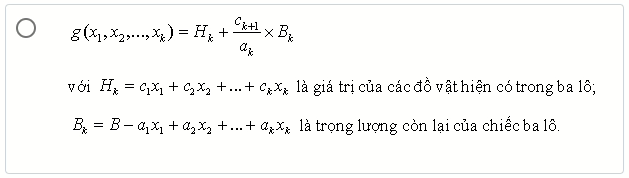 g(x₁,x₂,...,xₖ) = Hₖ + cₖ₊₁/aₖ × Bₖ
với Hₖ = c₁x₁ + c₂x₂ + ... + cₖxₖ là giá trị của các đồ vật hiện có trong ba lô;
Bₖ = B − a₁x₁ + a₂x₂ + ... + aₖxₖ là trọng lượng còn lại của chiếc ba lô.